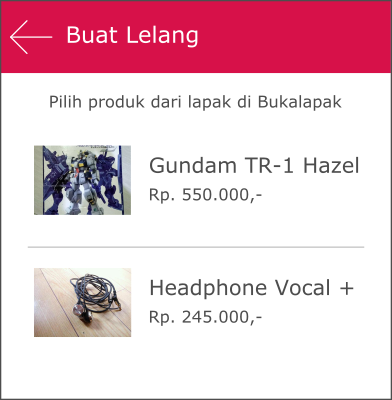 Buat Lelang
Pilih produk dari lapak di Bukalapak
Gundam TR-1 Hazel
Rp. 550.000,-
Headphone Vocal +
Rp. 245.000,-